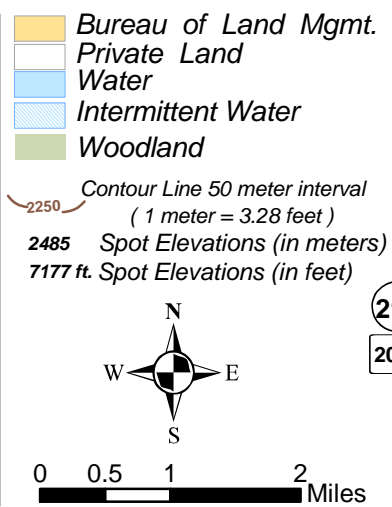 Bureau of Land Mgmt.
Private Land
Water
Intermittent Water
Woodland
2250 Contour Line 50 meter interval
( 1 meter = 3.28 feet )
2485 Spot Elevations (in meters)
7177 ft. Spot Elevations (in feet)
N
W E
S
0 0.5 1 2
Miles